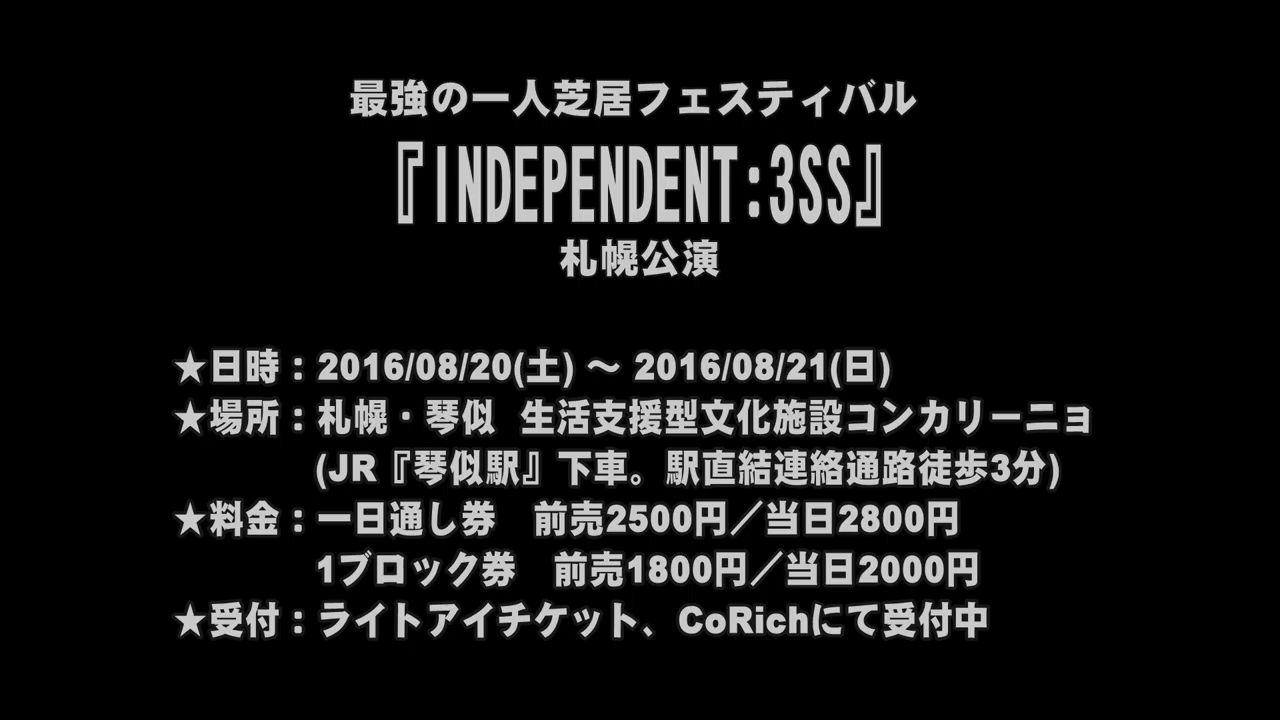 最強の一人芝居フェスティバル
『INDEPENDENT:3SS』
札幌公演
★日時：2016/08/20(土) ～ 2016/08/21(日)
★場所：札幌・琴似　生活支援型文化施設コンカリーニョ
(JR『琴似駅』下車。駅直結連絡通路徒歩3分)
★料金：一日通し券　前売2500円／当日2800円
1ブロック券　前売1800円／当日2000円
★受付：ライトアイチケット、CoRichにて受付中